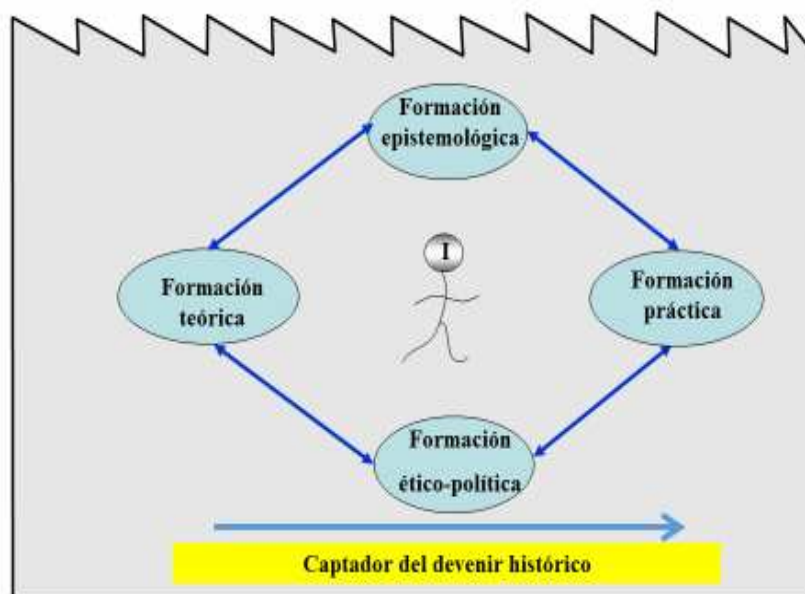 Formación
epistemológica
I
Formación
teórica
Formación
práctica
Formación
ético-política
Captador del devenir histórico